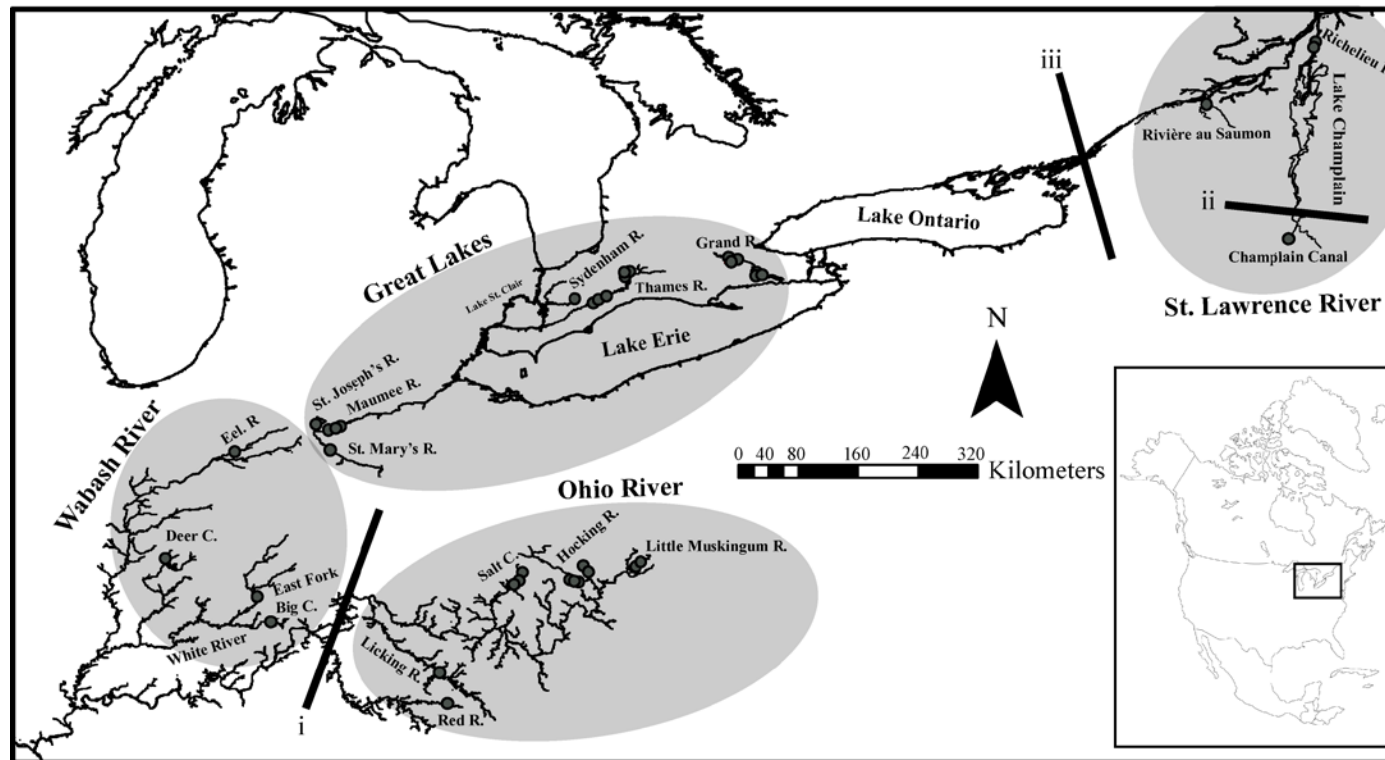 iii
Richelieu
Lake Champlain
Rivière au Saumon
ii
Champlain Canal
St. Lawrence River
Lake Ontario
Grand R.
Great Lakes
Sydenham R.
Lake St. Clair
Thames R.
Lake Erie
N
St. Joseph's R.
Maumee R.
St. Mary's R.
0 40 80 160 240 320
Kilometers
Wabash River
Eel. R
Deer C.
East Fork
Big C.
White River
i
Ohio River
Salt C.
Hocking R.
Little Muskingum R.
Licking R.
Red R.